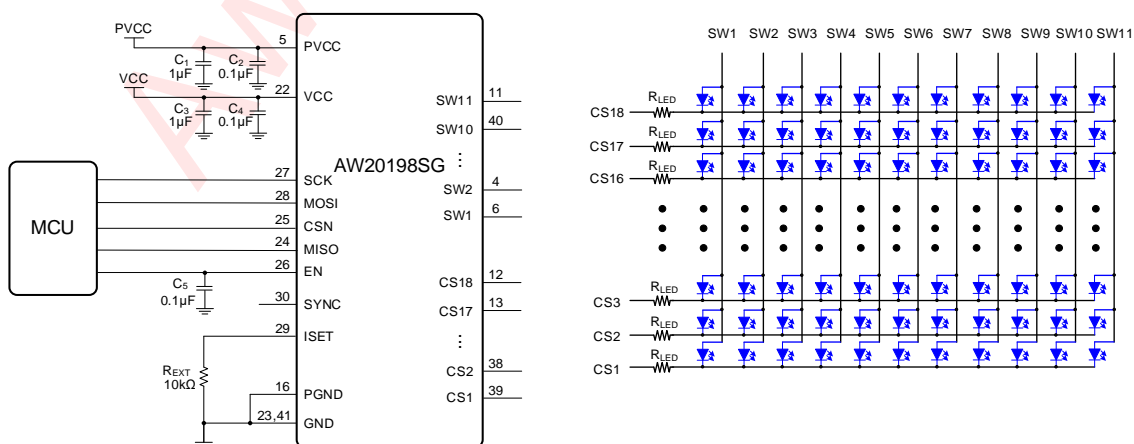 PVCC
5
PVCC
C1
1µF
C2
0.1µF
VCC
22
VCC
C3
1µF
C4
0.1µF
MCU
27
SCK
28
MOSI
25
CSN
24
MISO
26
EN
C5
0.1µF
30
SYNC
29
ISET
REXT
10kΩ
16
PGND
23,41
GND
AW20198SG
SW11
11
SW10
40
SW2
4
SW1
6
CS18
12
CS17
13
CS2
38
CS1
39
SW1 SW2 SW3 SW4 SW5 SW6 SW7 SW8 SW9 SW10 SW11
CS18
RLED
CS17
RLED
CS16
RLED
CS3
RLED
CS2
RLED
CS1
RLED
Aw